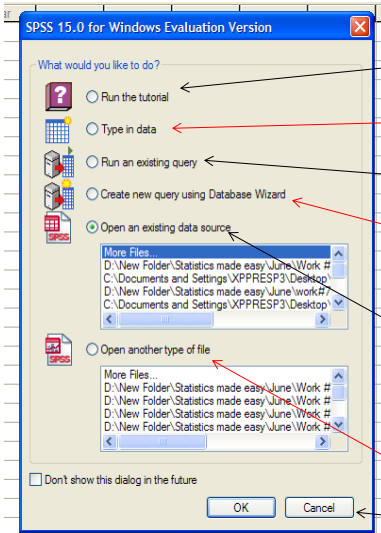 SPSS 15.0 for Windows Evaluation Version
What would you like to do?
Run the tutorial
Type in data
Run an existing query
Create new query using Database Wizard
SPSS
Open an existing data source
More Files...
D:\New Folder\Statistics made easy\June\Work #
C:\Documents and Settings\XPPRESP3\Desktop\
D:\New Folder\Statistics made easy\June\work#7
C:\Documents and Settings\XPPRESP3\Desktop\
SPSS
Open another type of file
More Files...
D:\New Folder\Statistics made easy\June\Work #
D:\New Folder\Statistics made easy\June\Work #
D:\New Folder\Statistics made easy\June\Work #
D:\New Folder\Statistics made easy\June\Work #
Don't show this dialog in the future
OK
Cancel